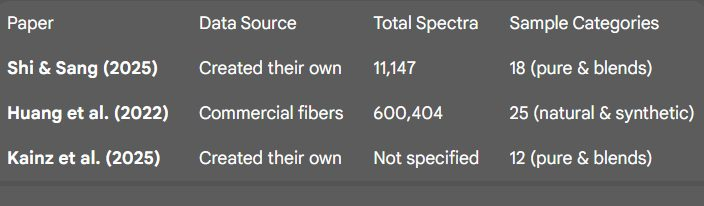 Paper Data Source Total Spectra Sample Categories
Shi & Sang (2025) Created their own 11,147 18 (pure & blends)
Huang et al. (2022) Commercial fibers 600,404 25 (natural & synthetic)
Kainz et al. (2025) Created their own Not specified 12 (pure & blends)